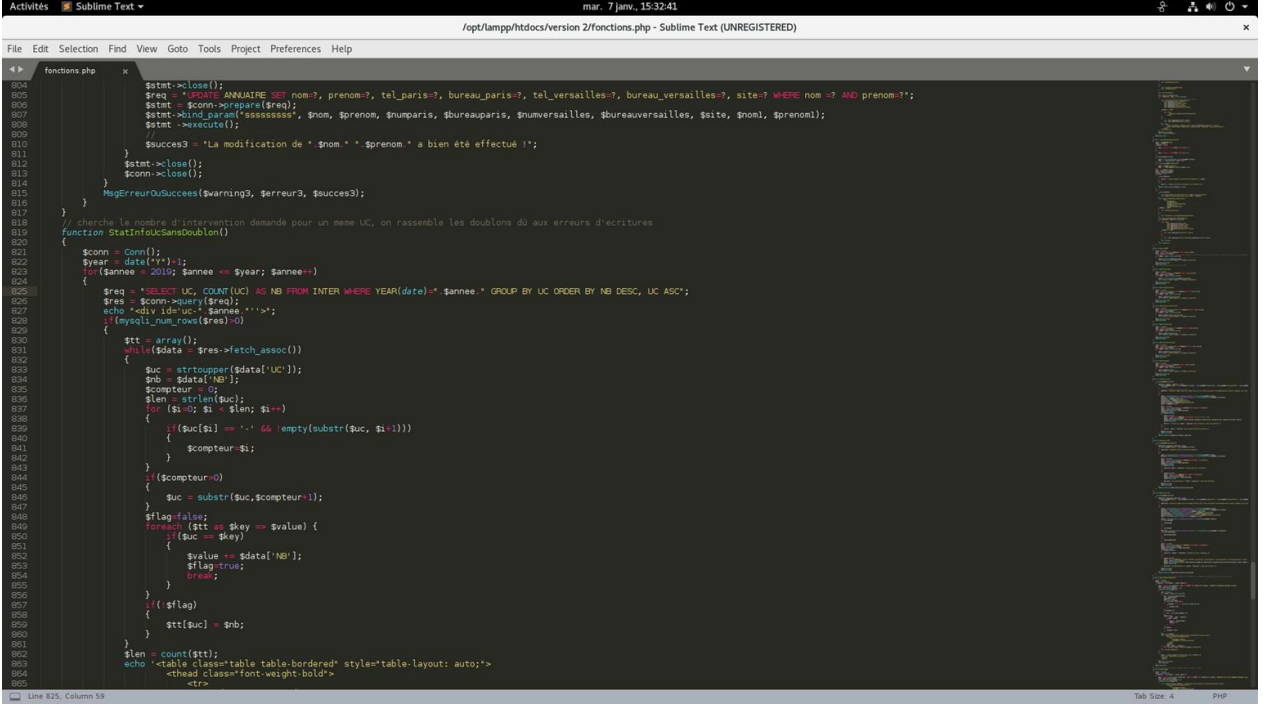 Activités Sublime Text mar. 7 janv., 15:32:41
/opt/lampp/htdocs/version 2/fonctions.php - Sublime Text (UNREGISTERED) ×
File Edit Selection Find View Goto Tools Project Preferences Help
fonctions.php ×
804 $stmt->close();
805 $req = "UPDATE ANNUAIRE SET nom=?, prenom=?, tel_paris=?, bureau_paris=?, tel_versailles=?, bureau_versailles=?, site=? WHERE nom =? AND prenom=?";
806 $stmt = $conn->prepare($req);
807 $stmt->bind_param("sssssssss", $nom, $prenom, $numparis, $bureauparis, $numversailles, $bureauversailles, $site, $nom1, $prenom1);
808 $stmt ->execute();
809 //
810 $succes3 = "La modification de ".$nom." ".$prenom." a bien été effectué !";
811 }
812 $stmt->close();
813 $conn->close();
814 }
815 MsgErreurOuSuccees($warning3, $erreur3, $succes3);
816 }
817 }
818 // cherche le nombre d'intervention demandé pour un meme UC, on rassemble les doublons dû aux erreurs d'ecritures
819 function StatInfoUcSansDoublon()
820 {
821 $conn = Conn();
822 $year = date("Y")+1;
823 for($annee = 2019; $annee <= $year; $annee++)
824 {
825 $req = "SELECT UC, COUNT(UC) AS NB FROM INTER WHERE YEAR(date)=".$annee." GROUP BY UC ORDER BY NB DESC, UC ASC";
826 $res = $conn->query($req);
827 echo "<div id='uc-".$annee."''>";
828 if(mysqli_num_rows($res)>0)
829 {
830 $tt = array();
831 while($data = $res->fetch_assoc())
832 {
833 $uc = strtoupper($data['UC']);
834 $nb = $data['NB'];
835 $compteur = 0;
836 $len = strlen($uc);
837 for ($i=0; $i < $len; $i++)
838 {
839 if($uc[$i] == '-' && !empty(substr($uc, $i+1)))
840 {
841 $compteur=$i;
842 }
843 }
844 if($compteur>0)
845 {
846 $uc = substr($uc,$compteur+1);
847 }
848 $flag=false;
849 foreach ($tt as $key => $value) {
850 if($uc == $key)
851 {
852 $value += $data['NB'];
853 $flag=true;
854 break;
855 }
856 }
857 if(!$flag)
858 {
859 $tt[$uc] = $nb;
860 }
861 }
862 $len = count($tt);
863 echo '<table class="table table-bordered" style="table-layout: auto;">
864 <thead class="font-weight-bold">
865 <tr>
Line 825, Column 59 Tab Size: 4 PHP